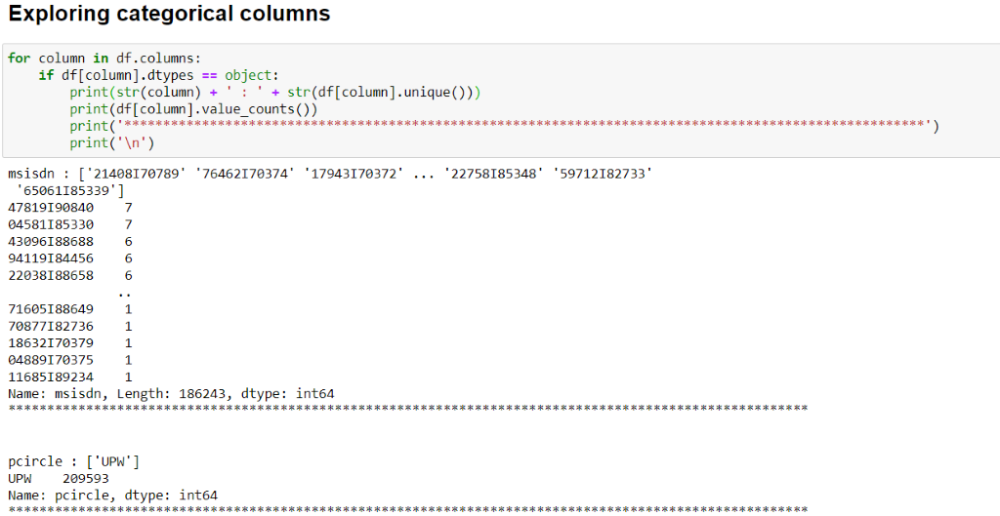 Exploring categorical columns
for column in df.columns:
    if df[column].dtypes == object:
        print(str(column) + ' : ' + str(df[column].unique()))
        print(df[column].value_counts())
        print('*******************************************************************************************************')
        print('\n')
msisdn : ['21408I70789' '76462I70374' '17943I70372' ... '22758I85348' '59712I82733'
 '65061I85339']
47819I90840    7
04581I85330    7
43096I88688    6
94119I84456    6
22038I88658    6
..
71605I88649    1
70877I82736    1
18632I70379    1
04889I70375    1
11685I89234    1
Name: msisdn, Length: 186243, dtype: int64
*******************************************************************************************************
pcircle : ['UPW']
UPW    209593
Name: pcircle, dtype: int64
*******************************************************************************************************